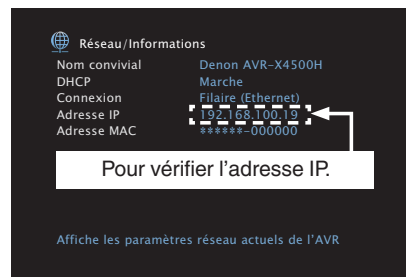 Réseau/Informations
Nom convivial Denon AVR-X4500H
DHCP Marche
Connexion Filaire (Ethernet)
Adresse IP 192.168.100.19
Adresse MAC ******-000000
Pour vérifier l’adresse IP.
Affiche les paramètres réseau actuels de l’AVR